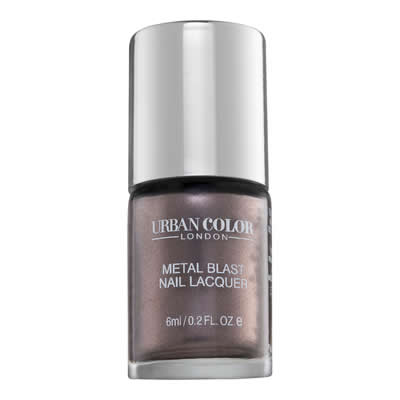 URBAN COLOR
LONDON
METAL BLAST
NAIL LACQUER
6ml/0.2 FL. OZ.e